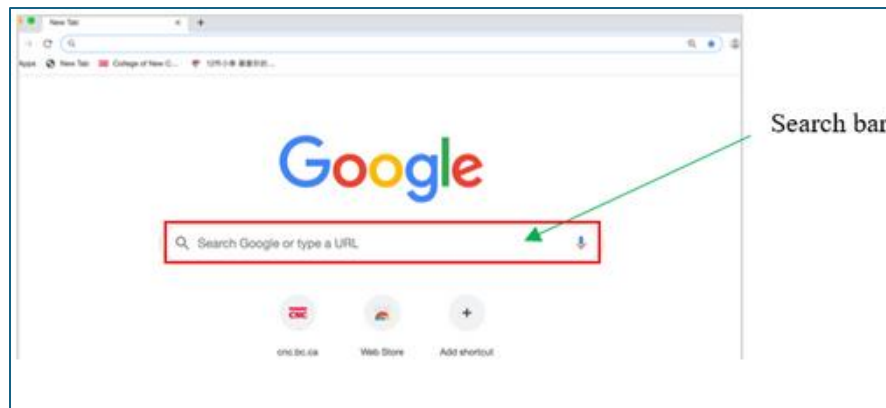 New Tab
Apps New Tab College of New C...
Search bar
Google
Search Google or type a URL
CNC
cnc.bc.ca Web Store Add shortcut